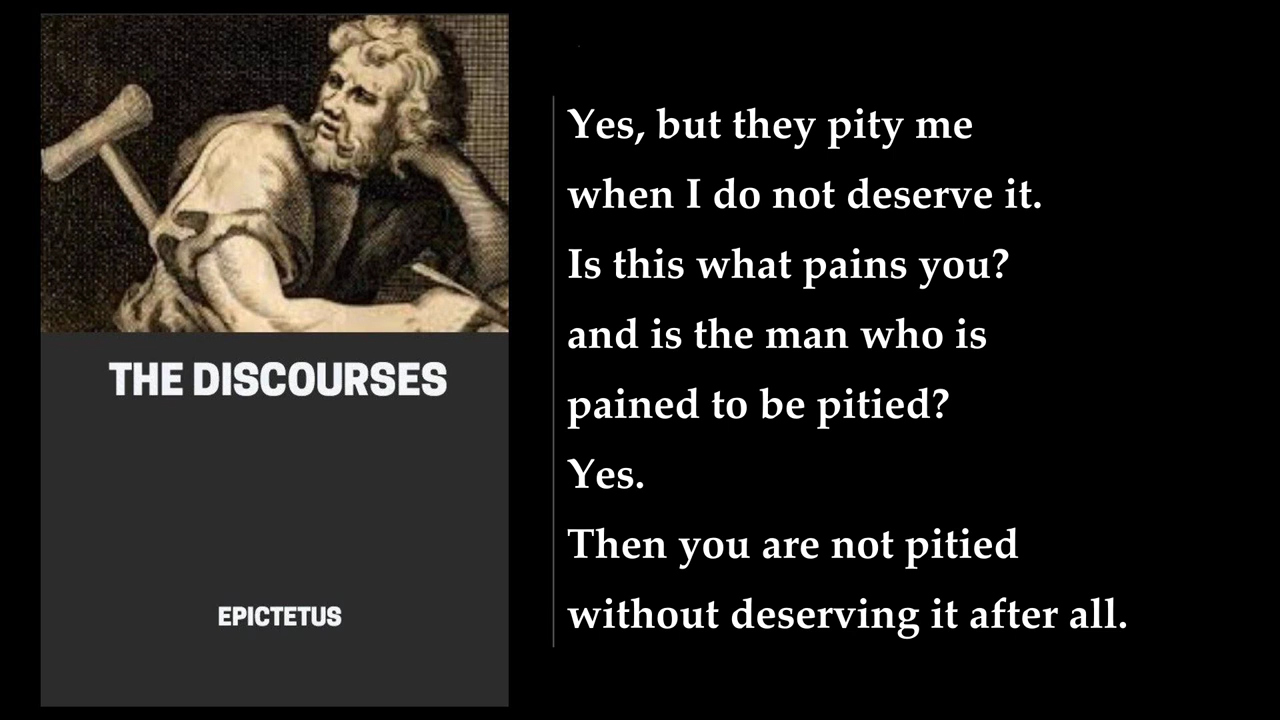 THE DISCOURSES
EPICTETUS
Yes, but they pity me
when I do not deserve it.
Is this what pains you?
and is the man who is
pained to be pitied?
Yes.
Then you are not pitied
without deserving it after all.